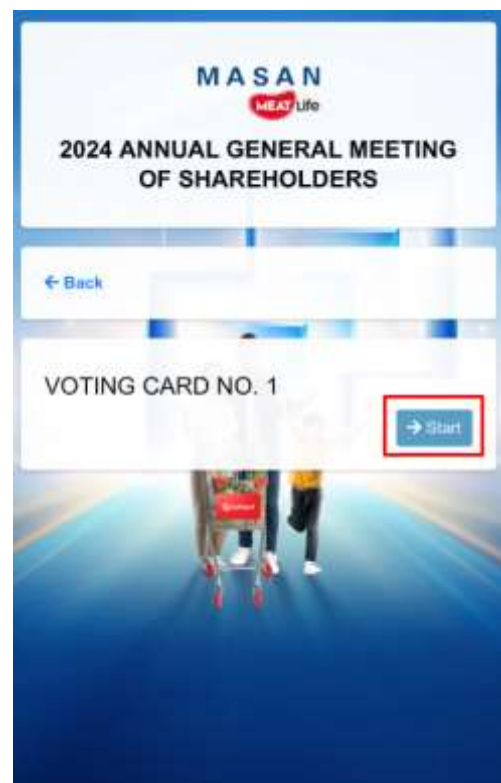 MASAN
MEATLife
2024 ANNUAL GENERAL MEETING
OF SHAREHOLDERS
← Back
VOTING CARD NO. 1
→ Start